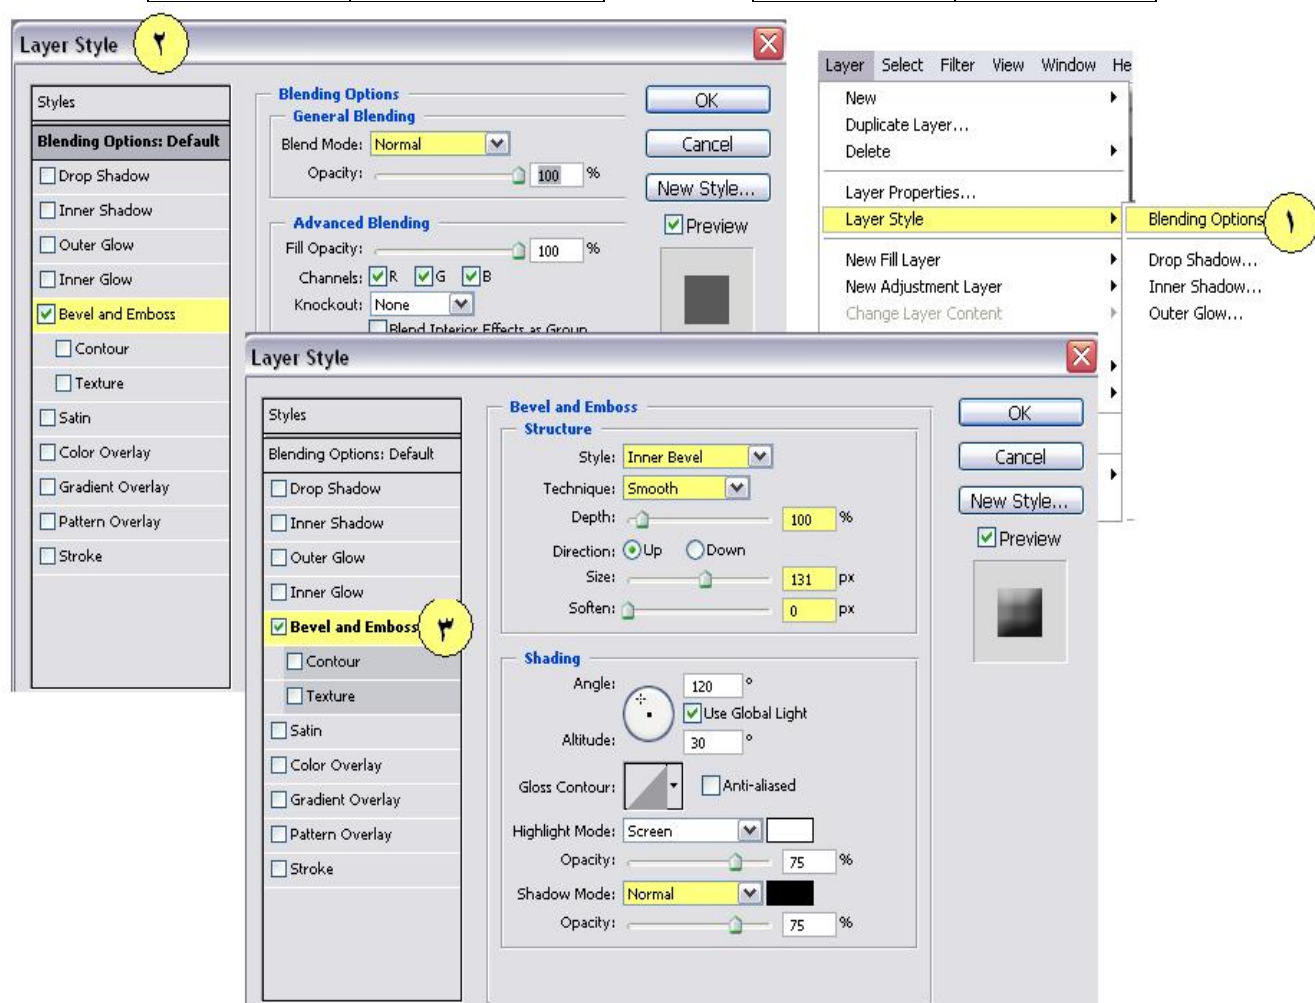 Layer Style ٢
Styles
Blending Options: Default
Drop Shadow
Inner Shadow
Outer Glow
Inner Glow
Bevel and Emboss
Contour
Texture
Satin
Color Overlay
Gradient Overlay
Pattern Overlay
Stroke
Blending Options
General Blending
Blend Mode: Normal
Opacity: 100 %
Advanced Blending
Fill Opacity: 100 %
Channels: R G B
Knockout: None
Blend Interior Effects as Group
OK
Cancel
New Style...
Preview
Layer Select Filter View Window He
New
Duplicate Layer...
Delete
Layer Properties...
Layer Style
New Fill Layer
New Adjustment Layer
Change Layer Content
Blending Options ١
Drop Shadow...
Inner Shadow...
Outer Glow...
Layer Style
Styles
Blending Options: Default
Drop Shadow
Inner Shadow
Outer Glow
Inner Glow
Bevel and Emboss ٣
Contour
Texture
Satin
Color Overlay
Gradient Overlay
Pattern Overlay
Stroke
Bevel and Emboss
Structure
Style: Inner Bevel
Technique: Smooth
Depth: 100 %
Direction: Up Down
Size: 131 px
Soften: 0 px
Shading
Angle: 120 °
Use Global Light
Altitude: 30 °
Gloss Contour: Anti-aliased
Highlight Mode: Screen
Opacity: 75 %
Shadow Mode: Normal
Opacity: 75 %
OK
Cancel
New Style...
Preview